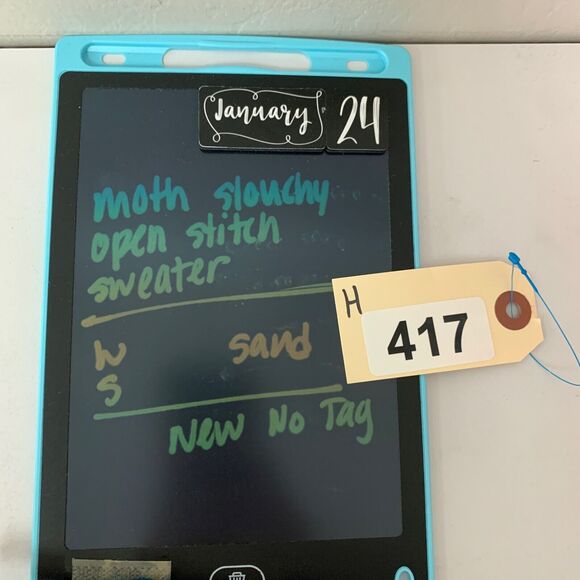 January 24
moth slouchy
open stitch
sweater
H 417
W sand
S
New No Tag